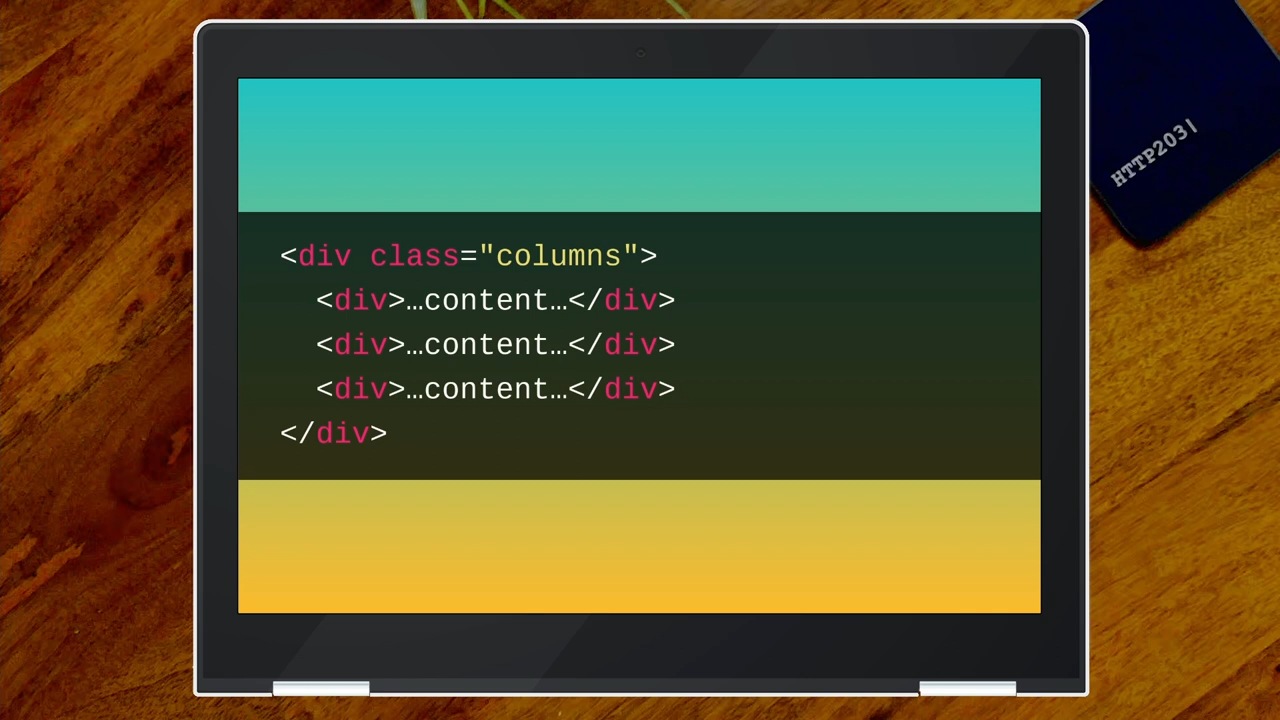 <div class="columns">
  <div>…content…</div>
  <div>…content…</div>
  <div>…content…</div>
</div>
HTTP203|